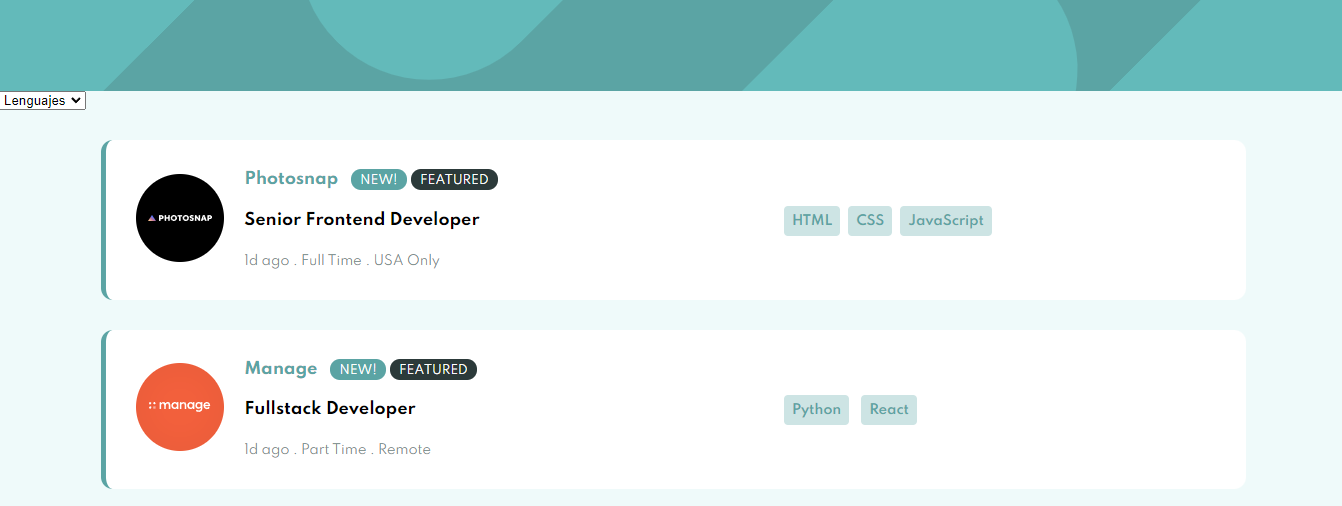 Lenguajes
Photosnap NEW! FEATURED
PHOTOSNAP
Senior Frontend Developer
HTML CSS JavaScript
1d ago . Full Time . USA Only
Manage NEW! FEATURED
manage
Fullstack Developer
Python React
1d ago . Part Time . Remote